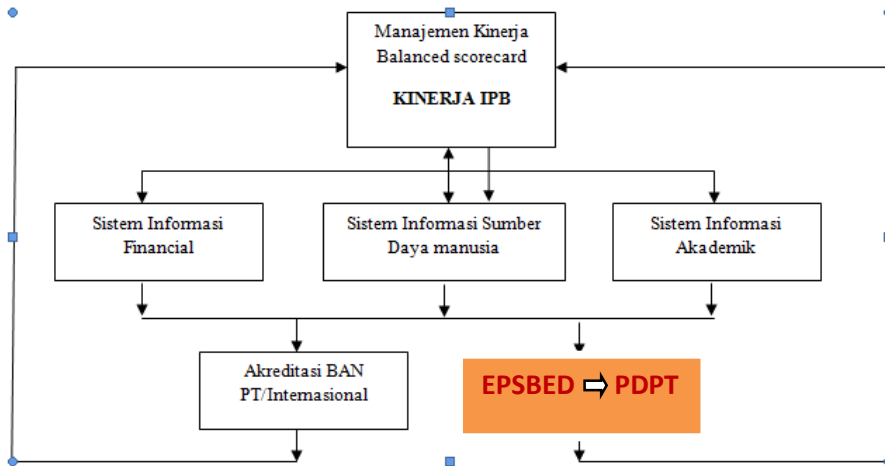 Manajemen Kinerja
Balanced scorecard
KINERJA IPB
Sistem Informasi
Financial
Sistem Informasi Sumber
Daya manusia
Sistem Informasi
Akademik
Akreditasi BAN
PT/Internasional
EPSBED ⇨ PDPT